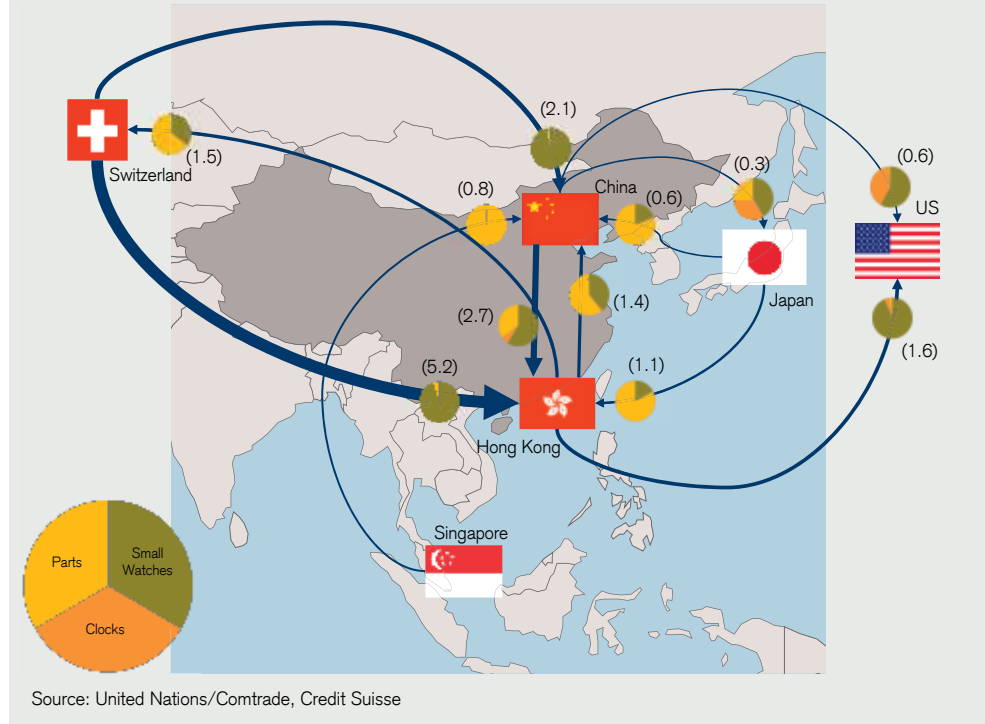 (2.1)
(1.5)
Switzerland
(0.8)
China
(0.6)
(0.3)
(0.6)
US
Japan
(1.4)
(2.7)
(1.6)
(5.2)
(1.1)
Hong Kong
Singapore
Parts
Small
Watches
Clocks
Source: United Nations/Comtrade, Credit Suisse